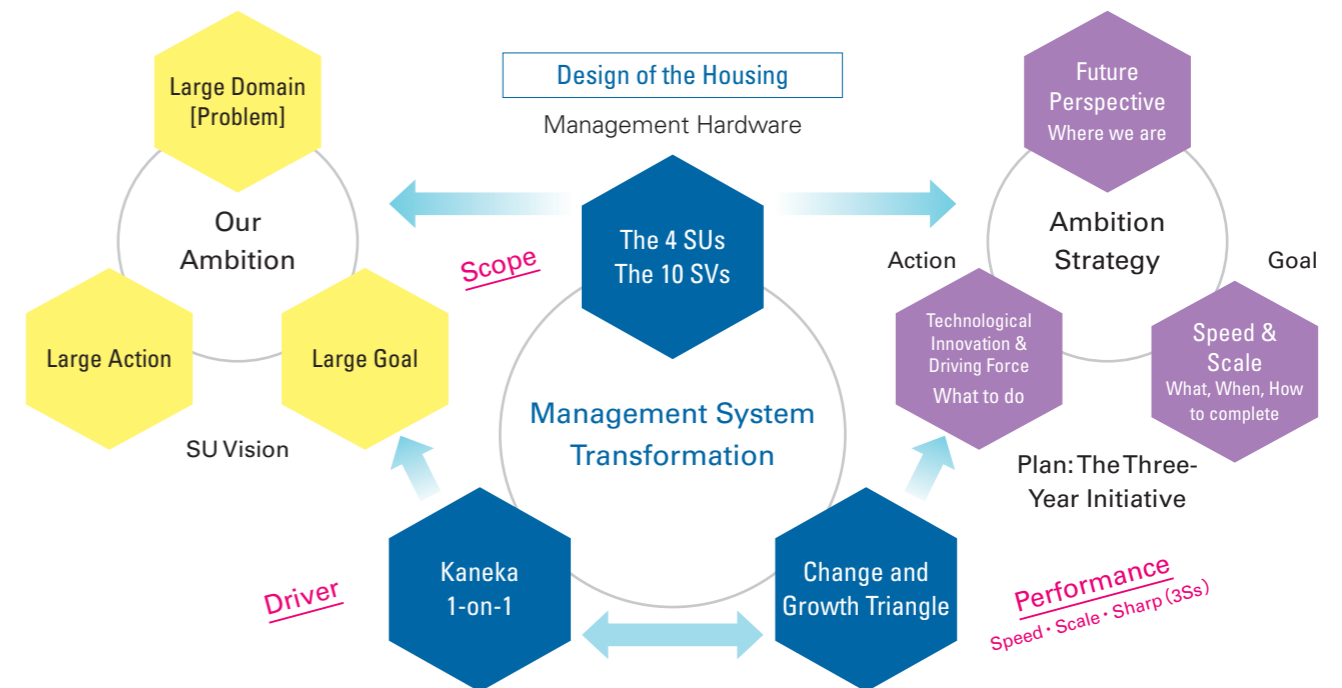 Large Domain
[Problem]
Our
Ambition
Large Action
Large Goal
SU Vision
Design of the Housing
Management Hardware
The 4 SUs
The 10 SVs
Scope
Management System
Transformation
Driver
Kaneka
1-on-1
Change and
Growth Triangle
Performance
Speed・Scale・Sharp (3Ss)
Future
Perspective
Where we are
Ambition
Strategy
Action
Goal
Technological
Innovation &
Driving Force
What to do
Speed &
Scale
What, When, How
to complete
Plan: The Three-
Year Initiative